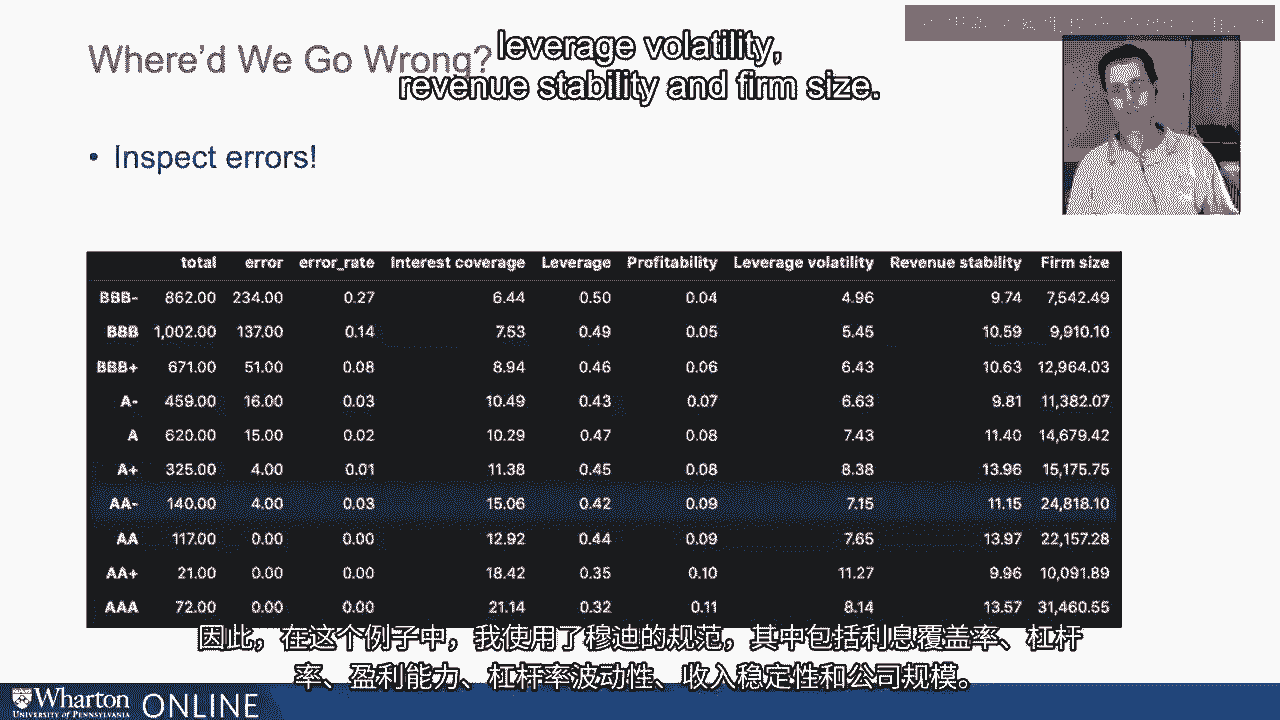 Where'd We Go Wrong?
leverage volatility,
revenue stability and firm size.
• Inspect errors!
total error error_rate Interest coverage Leverage Profitability Leverage volatility Revenue stability Firm size
BBB- 862.00 234.00 0.27 6.44 0.50 0.04 4.96 9.74 7,542.49
BBB 1,002.00 137.00 0.14 7.53 0.49 0.05 5.45 10.59 9,910.10
BBB+ 671.00 51.00 0.08 8.94 0.46 0.06 6.43 10.63 12,964.03
A- 459.00 16.00 0.03 10.49 0.43 0.07 6.63 9.81 11,382.07
A 620.00 15.00 0.02 10.29 0.47 0.08 7.43 11.40 14,679.42
A+ 325.00 4.00 0.01 11.38 0.45 0.08 8.38 13.96 15,175.75
AA- 140.00 4.00 0.03 15.06 0.42 0.09 7.15 11.15 24,818.10
AA 117.00 0.00 0.00 12.92 0.44 0.09 7.65 13.97 22,157.28
AA+ 21.00 0.00 0.00 18.42 0.35 0.10 11.27 9.96 10,091.89
AAA 72.00 0.00 0.00 21.14 0.32 0.11 8.14 13.57 31,460.55
因此，在这个例子中，我使用了穆迪的规范，其中包括利息覆盖率、杠杆
率、盈利能力、杠杆率波动性、收入稳定性和公司规模。
Wharton ONLINE
UNIVERSITY of PENNSYLVANIA